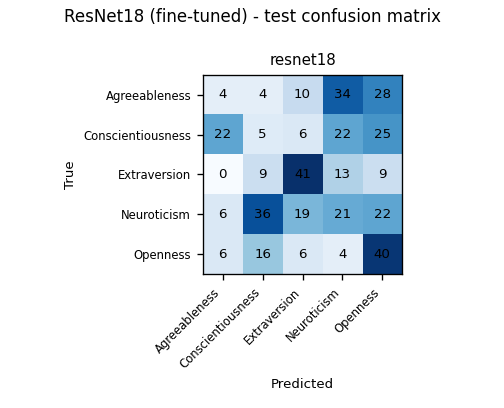 ResNet18 (fine-tuned) - test confusion matrix
resnet18
Agreeableness 4 4 10 34 28
Conscientiousness 22 5 6 22 25
Extraversion 0 9 41 13 9
Neuroticism 6 36 19 21 22
Openness 6 16 6 4 40
True
Agreeableness
Conscientiousness
Extraversion
Neuroticism
Openness
Predicted